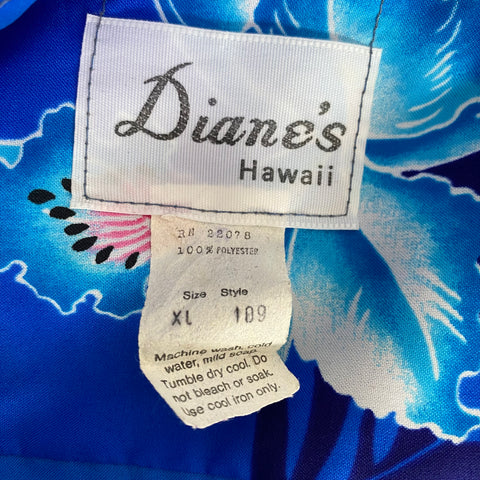 Diane's
Hawaii
RN 22078
100% POLYESTER
Size Style
XL 189
Machine wash, cold
water, mild soap.
Tumble dry cool. Do
not bleach or soak.
Use cool iron only.